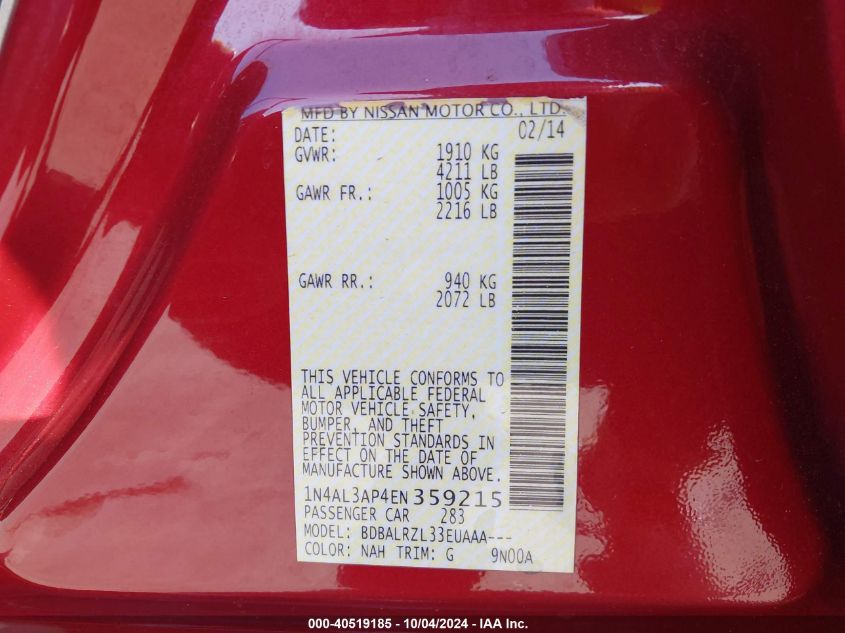 MFD BY NISSAN MOTOR CO., LTD.
DATE: 02/14
GVWR: 1910 KG
4211 LB
GAWR FR.: 1005 KG
2216 LB
GAWR RR.: 940 KG
2072 LB
THIS VEHICLE CONFORMS TO
ALL APPLICABLE FEDERAL
MOTOR VEHICLE SAFETY,
BUMPER, AND THEFT
PREVENTION STANDARDS IN
EFFECT ON THE DATE OF
MANUFACTURE SHOWN ABOVE.
1N4AL3AP4EN359215
PASSENGER CAR 283
MODEL: BDBALRZL33EUAAA---
COLOR: NAH TRIM: G 9N00A
000-40519185 - 10/04/2024 - IAA Inc.